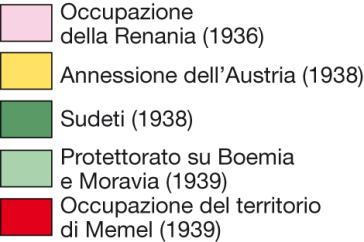 Occupazione
della Renania (1936)
Annessione dell’Austria (1938)
Sudeti (1938)
Protettorato su Boemia
e Moravia (1939)
Occupazione del territorio
di Memel (1939)